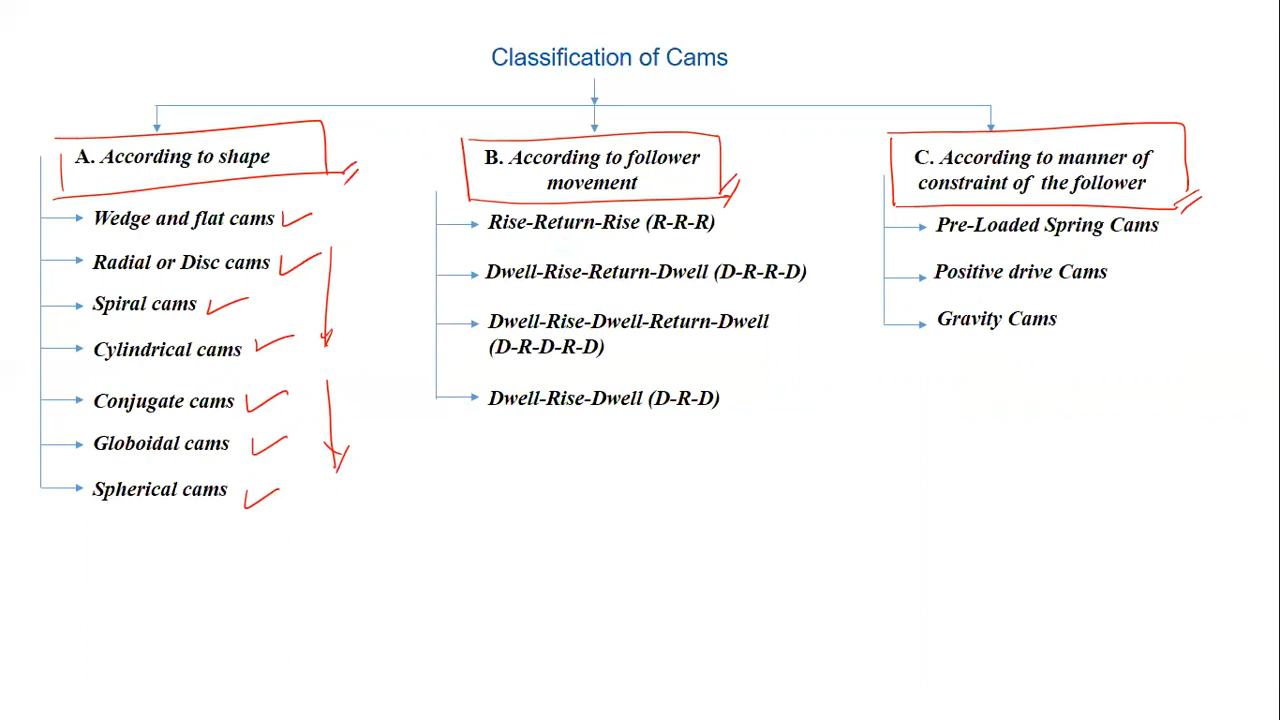 Classification of Cams
A. According to shape
Wedge and flat cams
Radial or Disc cams
Spiral cams
Cylindrical cams
Conjugate cams
Globoidal cams
Spherical cams
B. According to follower
movement
Rise-Return-Rise (R-R-R)
Dwell-Rise-Return-Dwell (D-R-R-D)
Dwell-Rise-Dwell-Return-Dwell
(D-R-D-R-D)
Dwell-Rise-Dwell (D-R-D)
C. According to manner of
constraint of the follower
Pre-Loaded Spring Cams
Positive drive Cams
Gravity Cams